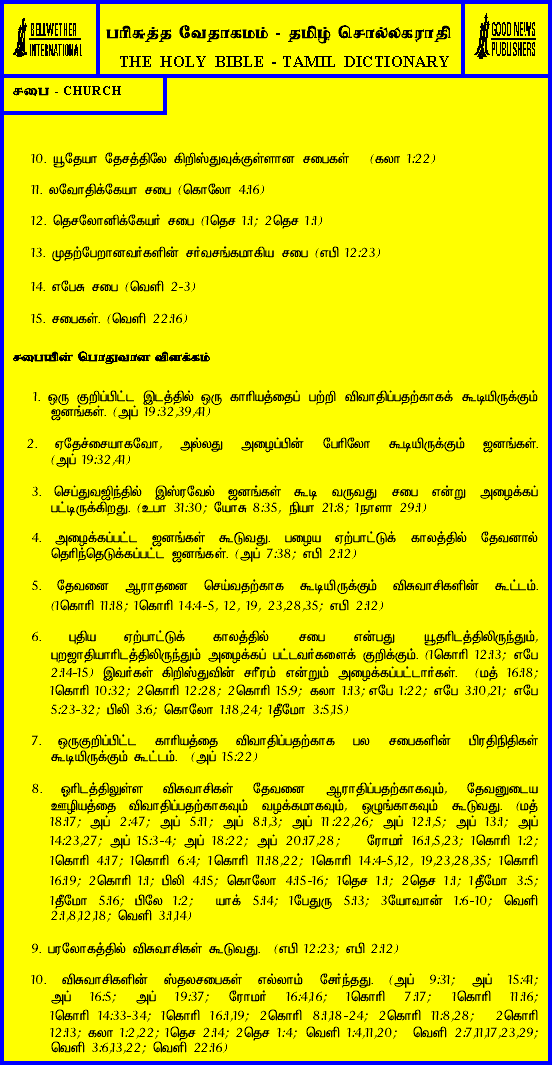 BELLWETHER
INTERNATIONAL
பரிசுத்த வேதாகமம் - தமிழ் சொல்லகராதி
THE HOLY BIBLE - TAMIL DICTIONARY
GOOD NEWS
PUBLISHERS
சபை - CHURCH
10. யூதேயா தேசத்திலே கிறிஸ்துவுக்குள்ளான சபைகள் (கலா 1:22)
11. லவோதிக்கேயா சபை (கொலோ 4:16)
12. தெசலோனிக்கேயர் சபை (1தெச 1:1; 2தெச 1:1)
13. முதற்பேறானவர்களின் சர்வசங்கமாகிய சபை (எபி 12:23)
14. எபேசு சபை (வெளி 2-3)
15. சபைகள். (வெளி 22:16)
சபையின் பொதுவான விளக்கம்
1. ஒரு குறிப்பிட்ட இடத்தில் ஒரு காரியத்தைப் பற்றி விவாதிப்பதற்காகக் கூடியிருக்கும்
ஜனங்கள். (அப் 19:32,39,41)
2. ஏதேச்சையாகவோ, அல்லது அழைப்பின் பேரிலோ கூடியிருக்கும் ஜனங்கள்.
(அப் 19:32,41)
3. செப்துவஜிந்தில் இஸ்ரவேல் ஜனங்கள் கூடி வருவது சபை என்று அழைக்கப்
பட்டிருக்கிறது. (உபா 31:30; யோசு 8:35, நியா 21:8; 1நாளா 29:1)
4. அழைக்கப்பட்ட ஜனங்கள் கூடுவது. பழைய ஏற்பாட்டுக் காலத்தில் தேவனால்
தெரிந்தெடுக்கப்பட்ட ஜனங்கள். (அப் 7:38; எபி 2:12)
5. தேவனை ஆராதனை செய்வதற்காக கூடியிருக்கும் விசுவாசிகளின் கூட்டம்.
(1கொரி 11:18; 1கொரி 14:4-5, 12, 19, 23,28,35; எபி 2:12)
6. புதிய ஏற்பாட்டுக் காலத்தில் சபை என்பது யூதரிடத்திலிருந்தும்,
புறஜாதியாரிடத்திலிருந்தும் அழைக்கப் பட்டவர்களைக் குறிக்கும். (1கொரி 12:13; எபே
2:14-15) இவர்கள் கிறிஸ்துவின் சரீரம் என்றும் அழைக்கப்பட்டார்கள். (மத் 16:18;
1கொரி 10:32; 2கொரி 12:28; 2கொரி 15:9; கலா 1:13; எபே 1:22; எபே 3:10,21; எபே
5:23-32; பிலி 3:6; கொலோ 1:18,24; 1தீமோ 3:5,15)
7. ஒருகுறிப்பிட்ட காரியத்தை விவாதிப்பதற்காக பல சபைகளின் பிரதிநிதிகள்
கூடியிருக்கும் கூட்டம். (அப் 15:22)
8. ஓரிடத்திலுள்ள விசுவாசிகள் தேவனை ஆராதிப்பதற்காகவும், தேவனுடைய
ஊழியத்தை விவாதிப்பதற்காகவும் வழக்கமாகவும், ஒழுங்காகவும் கூடுவது. (மத்
18:17; அப் 2:47; அப் 5:11; அப் 8:1,3; அப் 11:22,26; அப் 12:1,5; அப் 13:1; அப்
14:23,27; அப் 15:3-4; அப் 18:22; அப் 20:17,28; ரோமர் 16:1,5,23; 1கொரி 1:2;
1கொரி 4:17; 1கொரி 6:4; 1கொரி 11:18,22; 1கொரி 14:4-5,12, 19,23,28,35; 1கொரி
16:19; 2கொரி 1:1; பிலி 4:15; கொலோ 4:15-16; 1தெச 1:1; 2தெச 1:1; 1தீமோ 3:5;
1தீமோ 5:16; பிலே 1:2; யாக் 5:14; 1பேதுரு 5:13; 3யோவான் 1:6-10; வெளி
2:1,8,12,18; வெளி 3:1,14)
9. பரலோகத்தில் விசுவாசிகள் கூடுவது. (எபி 12:23; எபி 2:12)
10. விசுவாசிகளின் ஸ்தலசபைகள் எல்லாம் சேர்ந்தது. (அப் 9:31; அப் 15:41;
அப் 16:5; அப் 19:37; ரோமர் 16:4,16; 1கொரி 7:17; 1கொரி 11:16;
1கொரி 14:33-34; 1கொரி 16:1,19; 2கொரி 8:1,18-24; 2கொரி 11:8,28; 2கொரி
12:13; கலா 1:2,22; 1தெச 2:14; 2தெச 1:4; வெளி 1:4,11,20; வெளி 2:7,11,17,23,29;
வெளி 3:6,13,22; வெளி 22:16)